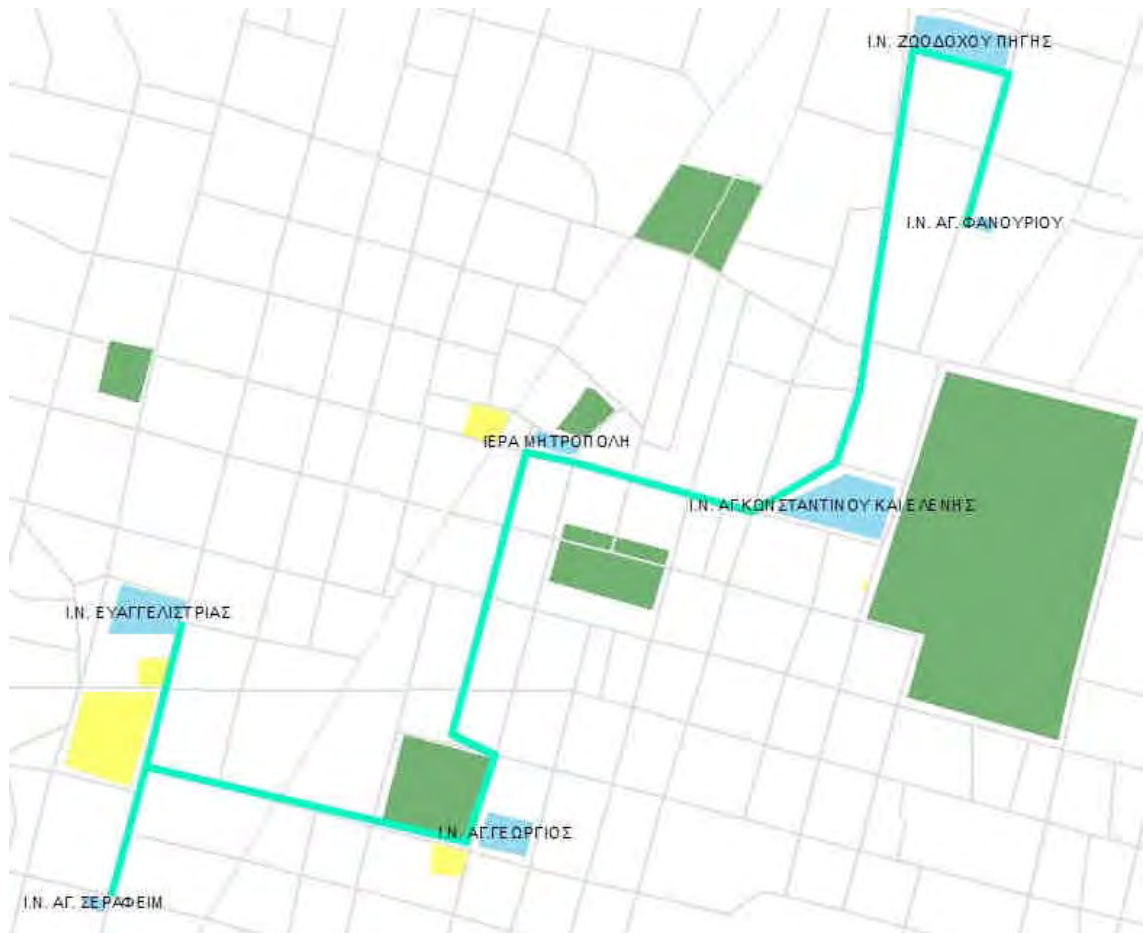 Ι.Ν. ΖΩΟΔΟΧΟΥ ΠΗΓΗΣ
Ι.Ν. ΑΓ. ΦΑΝΟΥΡΙΟΥ
ΙΕΡΑ ΜΗΤΡΟΠΟΛΗ
Ι.Ν. ΑΓ.ΚΩΝΣΤΑΝΤΙΝΟΥ ΚΑΙ ΕΛΕΝΗΣ
Ι.Ν. ΕΥΑΓΓΕΛΙΣΤΡΙΑΣ
Ι.Ν. ΑΓ.ΓΕΩΡΓΙΟΣ
Ι.Ν. ΑΓ. ΣΕΡΑΦΕΙΜ